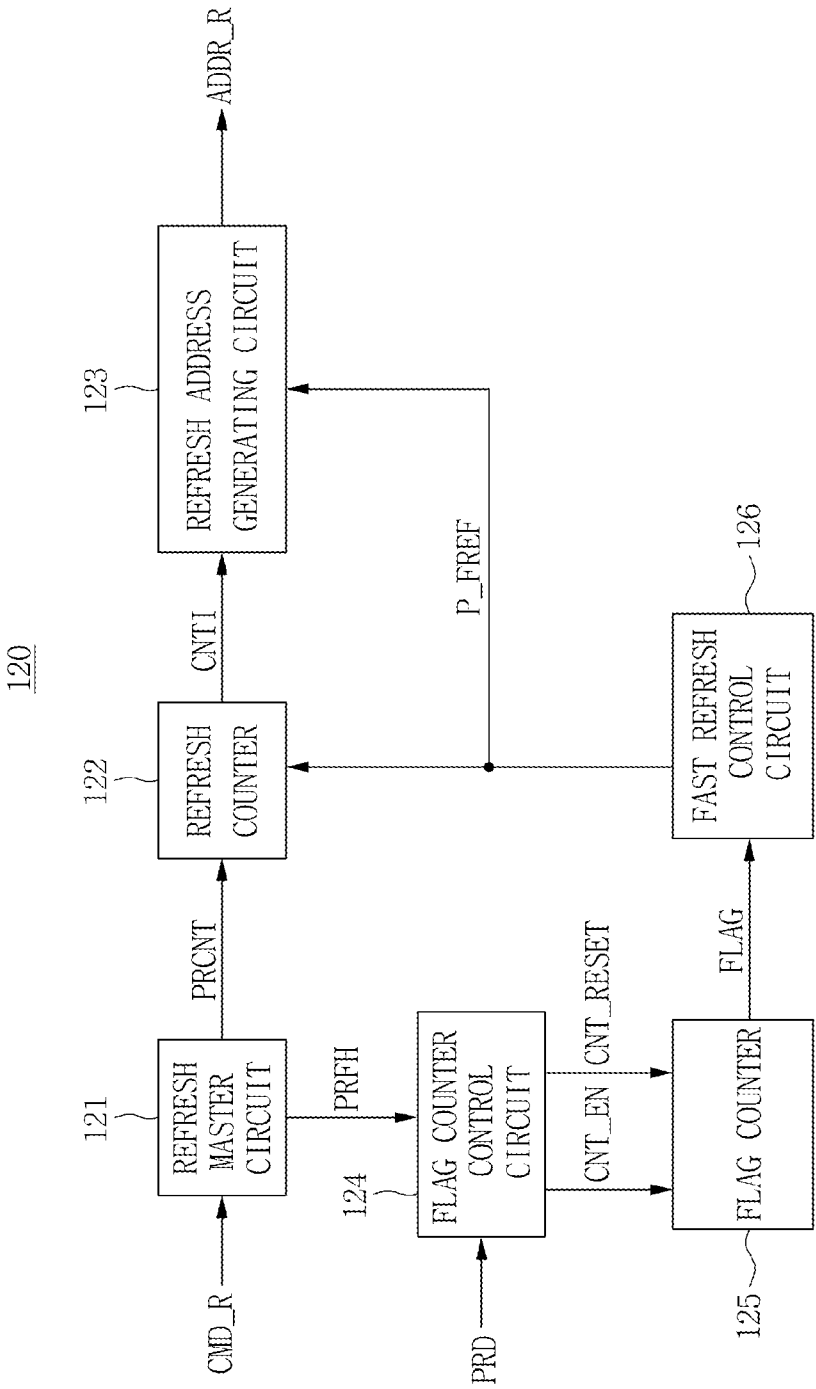 120
CMD_R
121
REFRESH
MASTER
CIRCUIT
PRCNT
122
REFRESH
COUNTER
CNT1
123
REFRESH ADDRESS
GENERATING CIRCUIT
ADDR_R
PRFH
P_FREF
PRD
124
FLAG COUNTER
CONTROL
CIRCUIT
CNT_EN
CNT_RESET
125
FLAG COUNTER
FLAG
FAST REFRESH
CONTROL
CIRCUIT
126